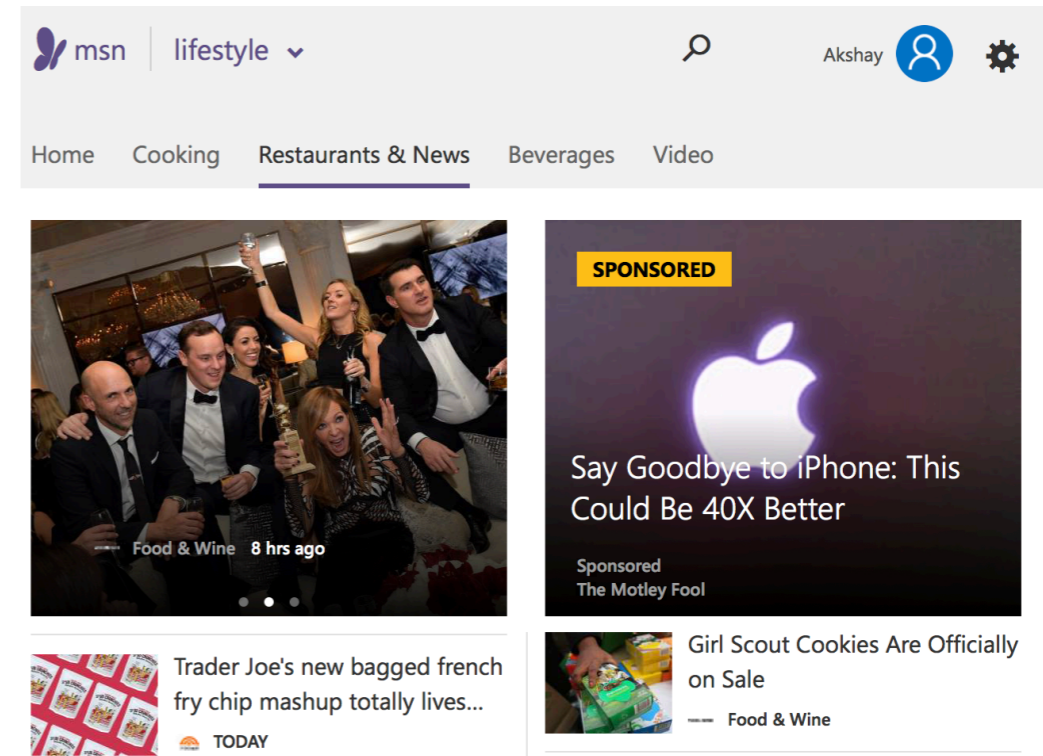 msn
lifestyle
Akshay
Home
Cooking
Restaurants & News
Beverages
Video
Food & Wine 8 hrs ago
SPONSORED
Say Goodbye to iPhone: This
Could Be 40X Better
Sponsored
The Motley Fool
Trader Joe's new bagged french
fry chip mashup totally lives...
TODAY
Girl Scout Cookies Are Officially
on Sale
Food & Wine